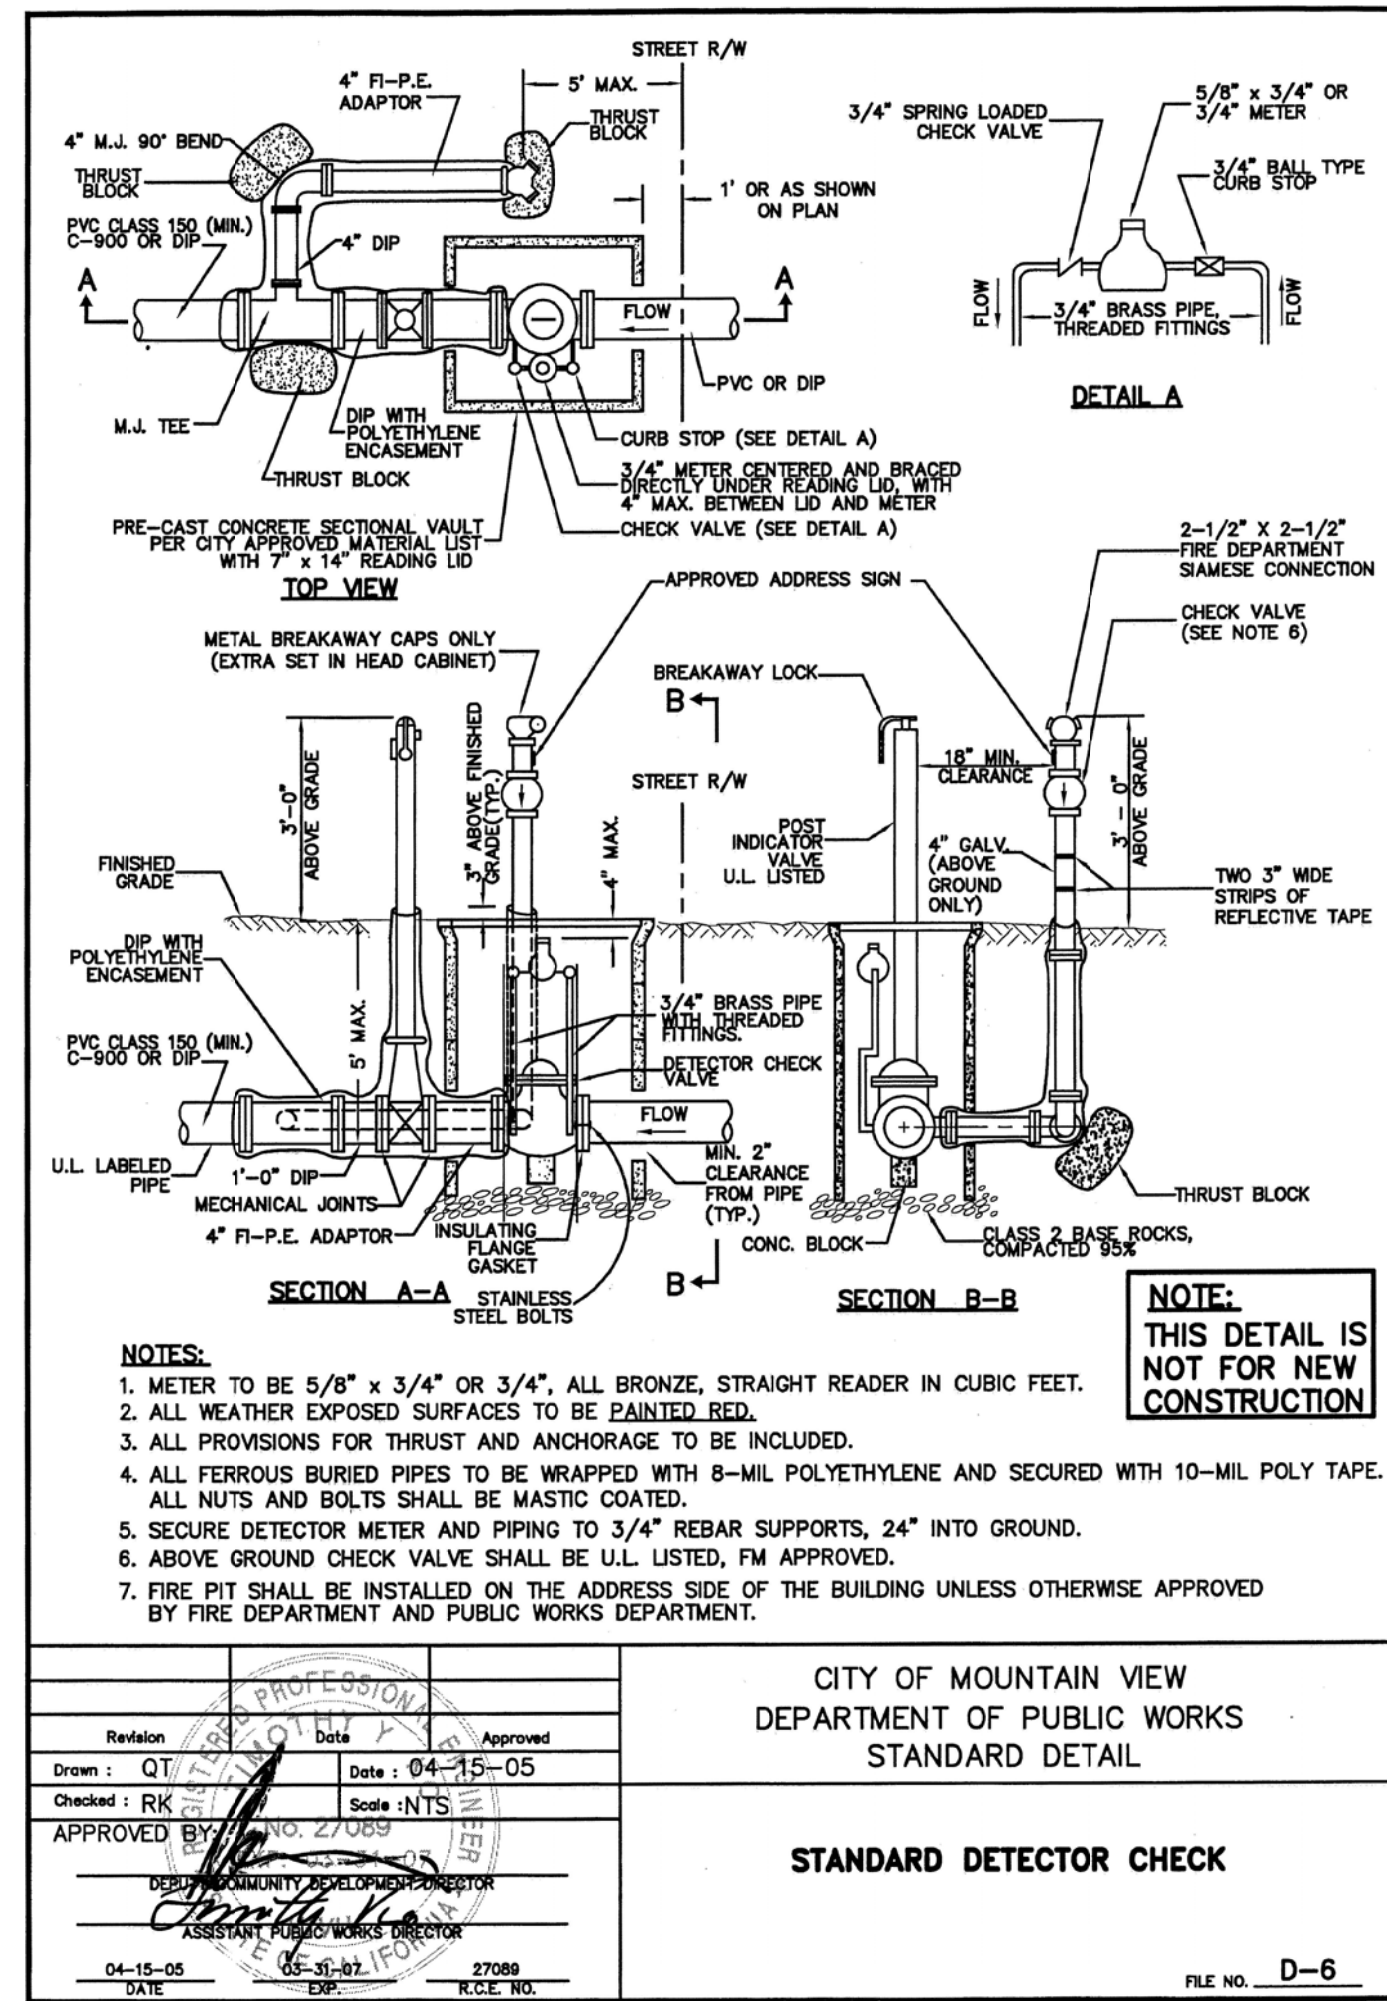 STREET R/W
4" FI-P.E.
ADAPTOR
5' MAX.
THRUST
BLOCK
4" M.J. 90° BEND
THRUST
BLOCK
PVC CLASS 150 (MIN.)
C-900 OR DIP
4" DIP
1' OR AS SHOWN
ON PLAN
A
A
FLOW
PVC OR DIP
M.J. TEE
DIP WITH
POLYETHYLENE
ENCASEMENT
THRUST BLOCK
CURB STOP (SEE DETAIL A)
3/4" METER CENTERED AND BRACED
DIRECTLY UNDER READING LID, WITH
4" MAX. BETWEEN LID AND METER
CHECK VALVE (SEE DETAIL A)
PRE-CAST CONCRETE SECTIONAL VAULT
PER CITY APPROVED MATERIAL LIST
WITH 7" x 14" READING LID
TOP VIEW
3/4" SPRING LOADED
CHECK VALVE
5/8" x 3/4" OR
3/4" METER
3/4" BALL TYPE
CURB STOP
FLOW
3/4" BRASS PIPE,
THREADED FITTINGS
FLOW
DETAIL A
2-1/2" X 2-1/2"
FIRE DEPARTMENT
SIAMESE CONNECTION
APPROVED ADDRESS SIGN
CHECK VALVE
(SEE NOTE 6)
METAL BREAKAWAY CAPS ONLY
(EXTRA SET IN HEAD CABINET)
BREAKAWAY LOCK
B
3'-0"
ABOVE GRADE
3" ABOVE FINISHED
GRADE(TYP.)
STREET R/W
4" MAX.
18" MIN.
CLEARANCE
3' - 0"
ABOVE GRADE
POST
INDICATOR
VALVE
U.L. LISTED
4" GALV.
(ABOVE
GROUND
ONLY)
TWO 3" WIDE
STRIPS OF
REFLECTIVE TAPE
FINISHED
GRADE
DIP WITH
POLYETHYLENE
ENCASEMENT
5' MAX.
PVC CLASS 150 (MIN.)
C-900 OR DIP
3/4" BRASS PIPE
WITH THREADED
FITTINGS.
DETECTOR CHECK
VALVE
FLOW
U.L. LABELED
PIPE
1'-0" DIP
MECHANICAL JOINTS
4" FI-P.E. ADAPTOR
INSULATING
FLANGE
GASKET
STAINLESS
STEEL BOLTS
MIN. 2"
CLEARANCE
FROM PIPE
(TYP.)
CONC. BLOCK
CLASS 2 BASE ROCKS,
COMPACTED 95%
THRUST BLOCK
B
SECTION A-A
SECTION B-B
NOTE:
THIS DETAIL IS
NOT FOR NEW
CONSTRUCTION
NOTES:
1. METER TO BE 5/8" x 3/4" OR 3/4", ALL BRONZE, STRAIGHT READER IN CUBIC FEET.
2. ALL WEATHER EXPOSED SURFACES TO BE PAINTED RED.
3. ALL PROVISIONS FOR THRUST AND ANCHORAGE TO BE INCLUDED.
4. ALL FERROUS BURIED PIPES TO BE WRAPPED WITH 8-MIL POLYETHYLENE AND SECURED WITH 10-MIL POLY TAPE.
ALL NUTS AND BOLTS SHALL BE MASTIC COATED.
5. SECURE DETECTOR METER AND PIPING TO 3/4" REBAR SUPPORTS, 24" INTO GROUND.
6. ABOVE GROUND CHECK VALVE SHALL BE U.L. LISTED, FM APPROVED.
7. FIRE PIT SHALL BE INSTALLED ON THE ADDRESS SIDE OF THE BUILDING UNLESS OTHERWISE APPROVED
BY FIRE DEPARTMENT AND PUBLIC WORKS DEPARTMENT.
Revision Date Approved
Drawn : QT Date : 04-15-05
Checked : RK Scale : NTS
APPROVED BY:
DEPUTY COMMUNITY DEVELOPMENT DIRECTOR
ASSISTANT PUBLIC WORKS DIRECTOR
04-15-05 03-31-07 27089
DATE EXP. R.C.E. NO.
REGISTERED PROFESSIONAL ENGINEER
TIMOTHY Y.
No. 27089
EXP. 03-31-07
STATE OF CALIFORNIA
CITY OF MOUNTAIN VIEW
DEPARTMENT OF PUBLIC WORKS
STANDARD DETAIL
STANDARD DETECTOR CHECK
FILE NO. D-6